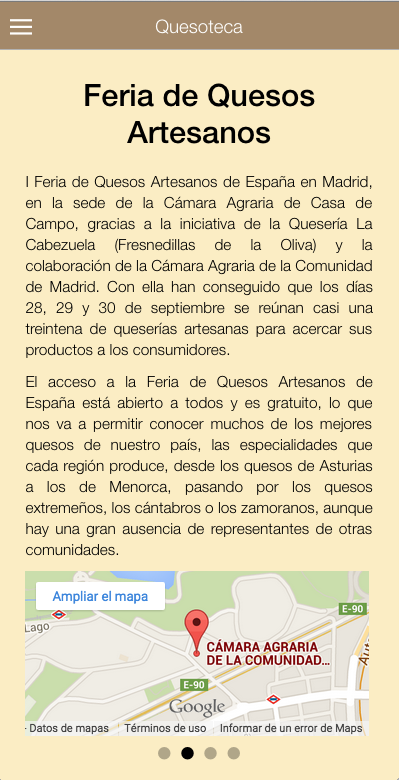 Quesoteca
Feria de Quesos
Artesanos
I Feria de Quesos Artesanos de España en Madrid,
en la sede de la Cámara Agraria de Casa de
Campo, gracias a la iniciativa de la Quesería La
Cabezuela (Fresnedillas de la Oliva) y la
colaboración de la Cámara Agraria de la Comunidad
de Madrid. Con ella han conseguido que los días
28, 29 y 30 de septiembre se reúnan casi una
treintena de queserías artesanas para acercar sus
productos a los consumidores.
El acceso a la Feria de Quesos Artesanos de
España está abierto a todos y es gratuito, lo que
nos va a permitir conocer muchos de los mejores
quesos de nuestro país, las especialidades que
cada región produce, desde los quesos de Asturias
a los de Menorca, pasando por los quesos
extremeños, los cántabros o los zamoranos, aunque
hay una gran ausencia de representantes de otras
comunidades.
Ampliar el mapa
E-90
Lago
CÁMARA AGRARIA
DE LA COMUNIDAD...
E-90
Google
Datos de mapas Términos de uso Informar de un error de Maps